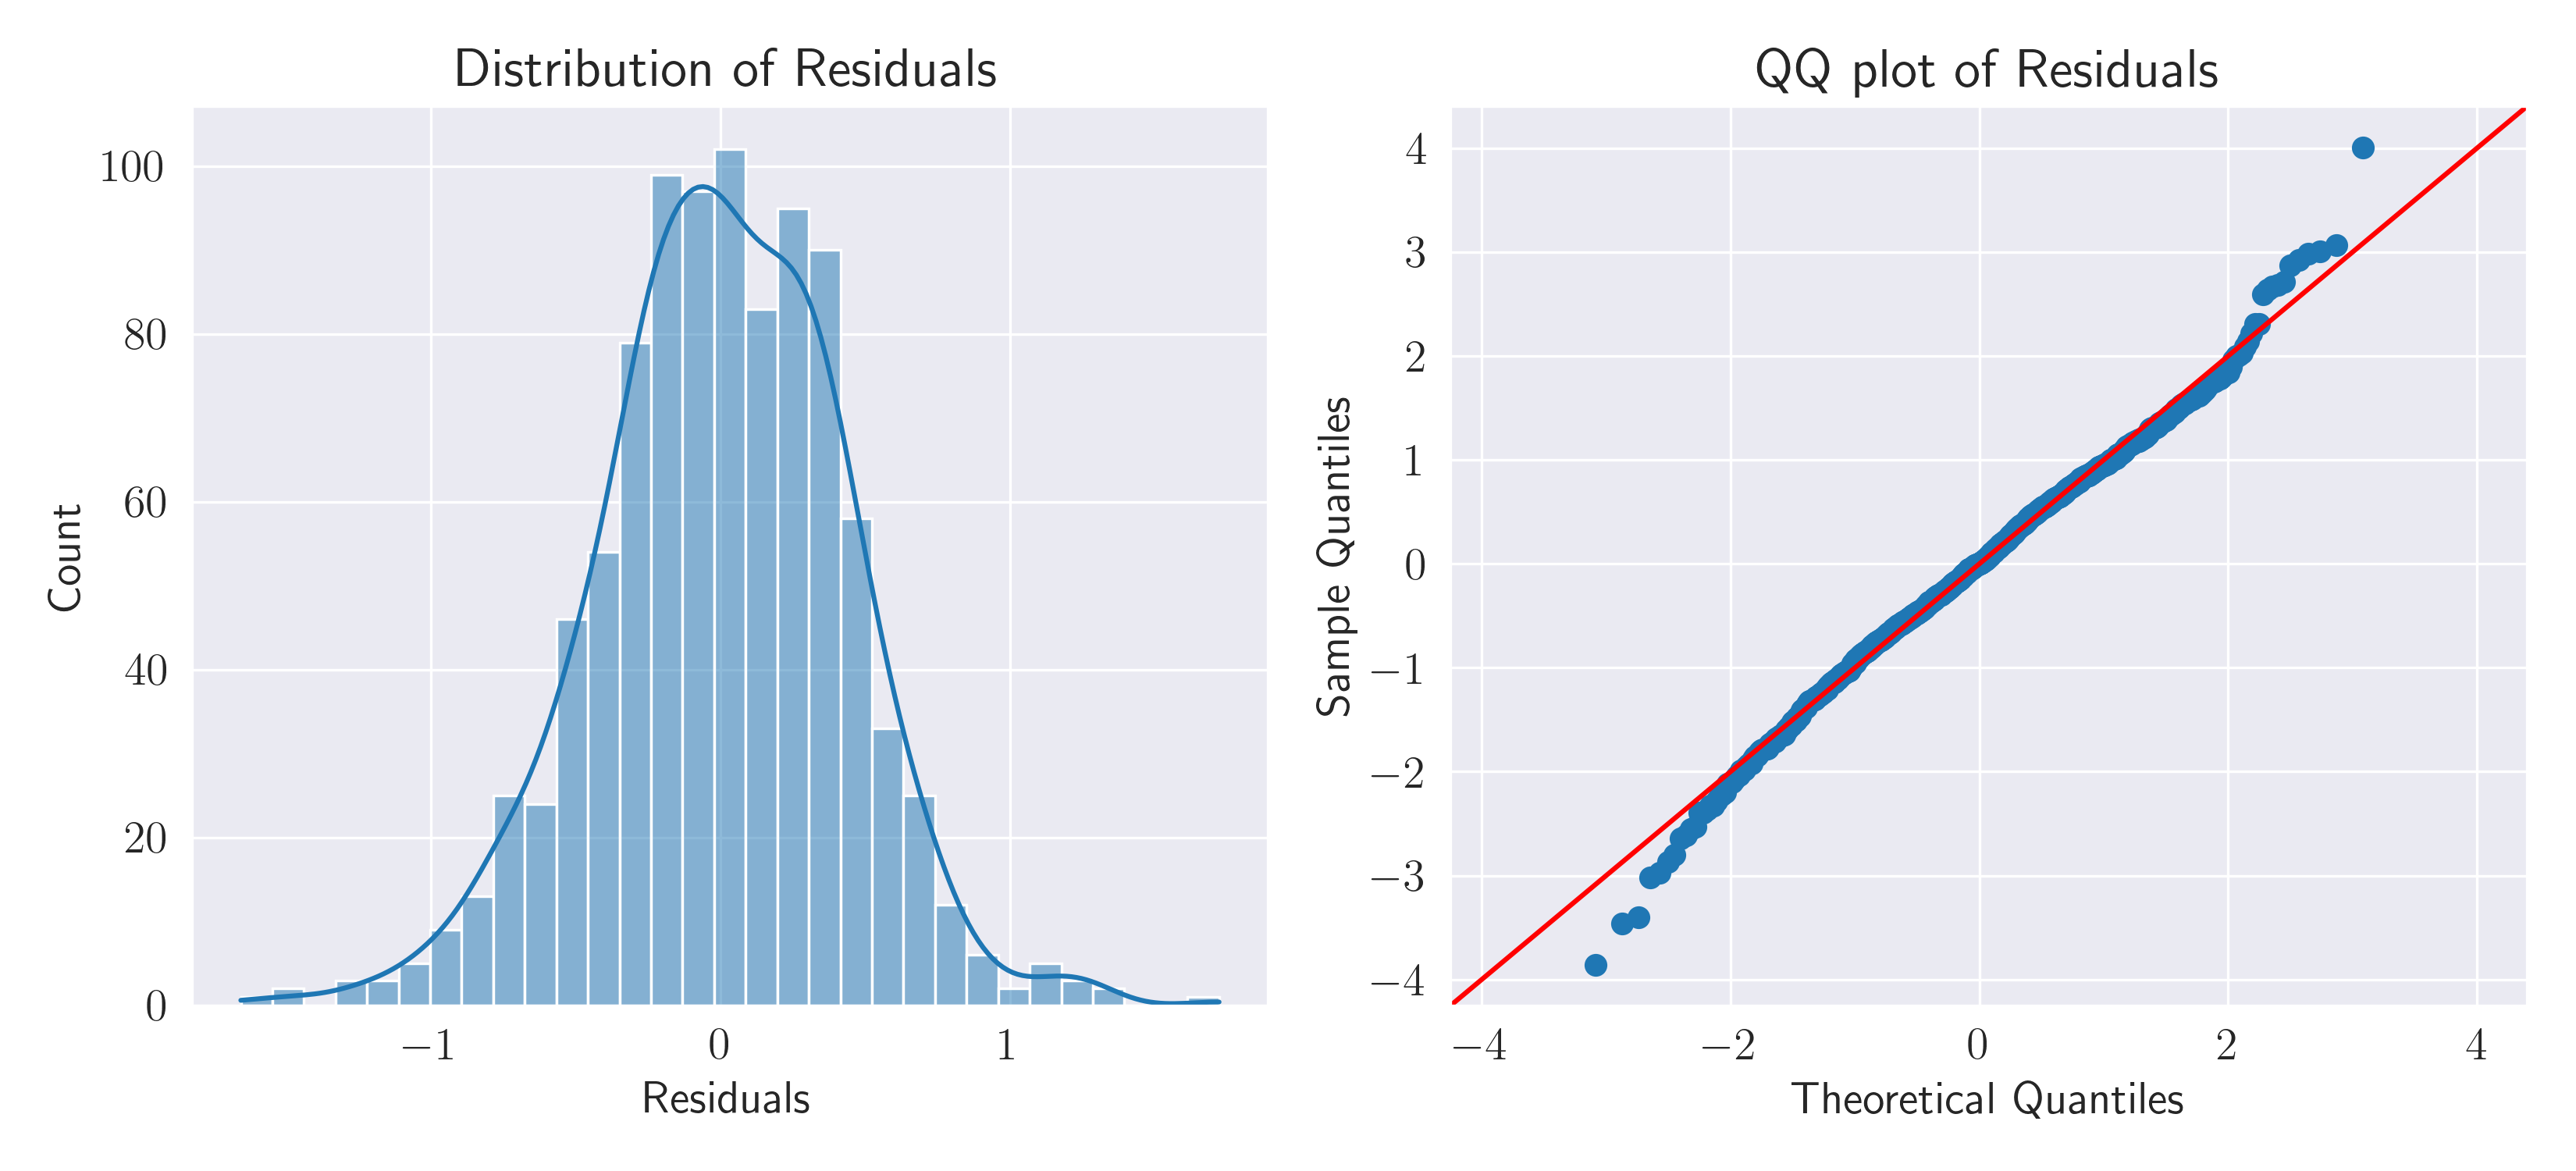 Distribution of Residuals
Count
100
80
60
40
20
0
−1 0 1
Residuals
QQ plot of Residuals
Sample Quantiles
4
3
2
1
0
−1
−2
−3
−4
−4 −2 0 2 4
Theoretical Quantiles